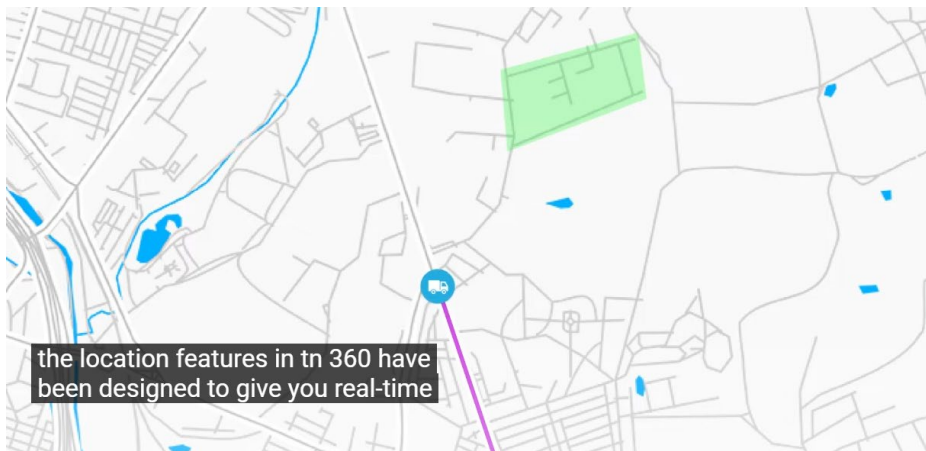 the location features in tn 360 have
been designed to give you real-time